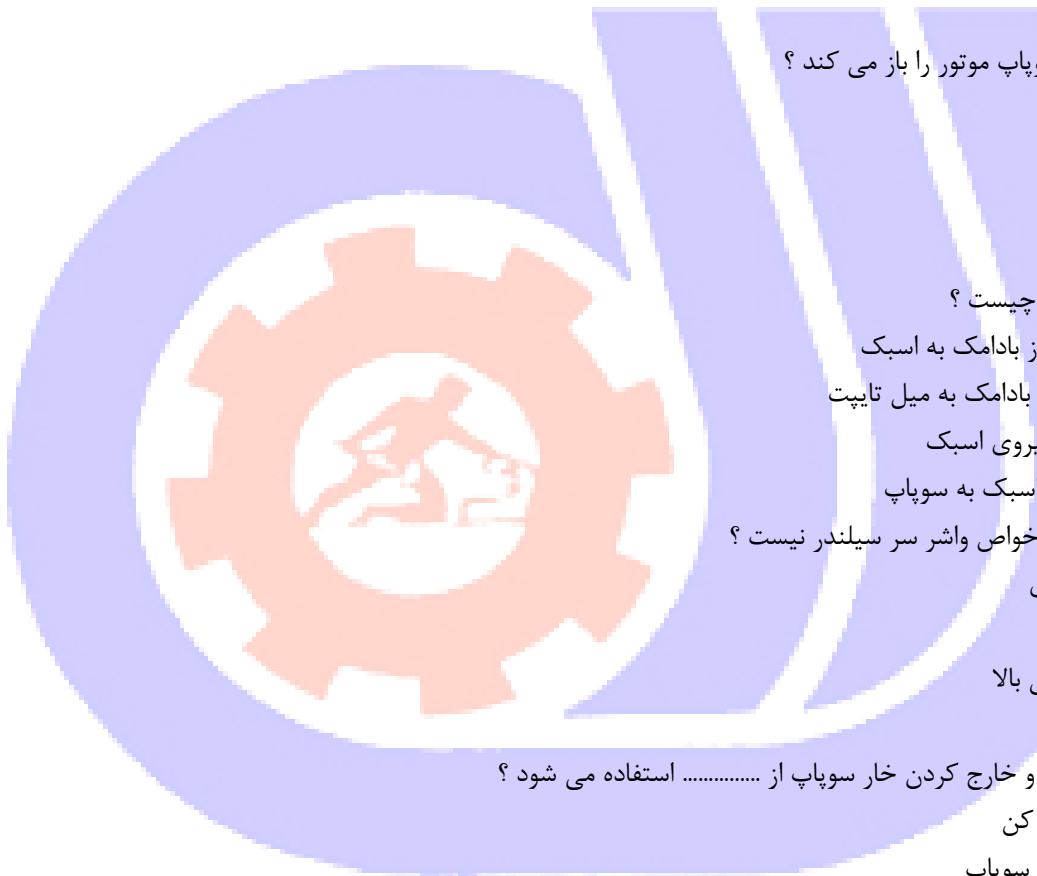 وپاپ موتور را باز می کند ؟
چیست ؟
ز بادامک به اسبک
بادامک به میل تایپت
یروی اسبک
سبک به سوپاپ
خواص واشر سر سیلندر نیست ؟
ی بالا
و خارج کردن خار سوپاپ از ............... استفاده می شود ؟
کن
سوپاپ